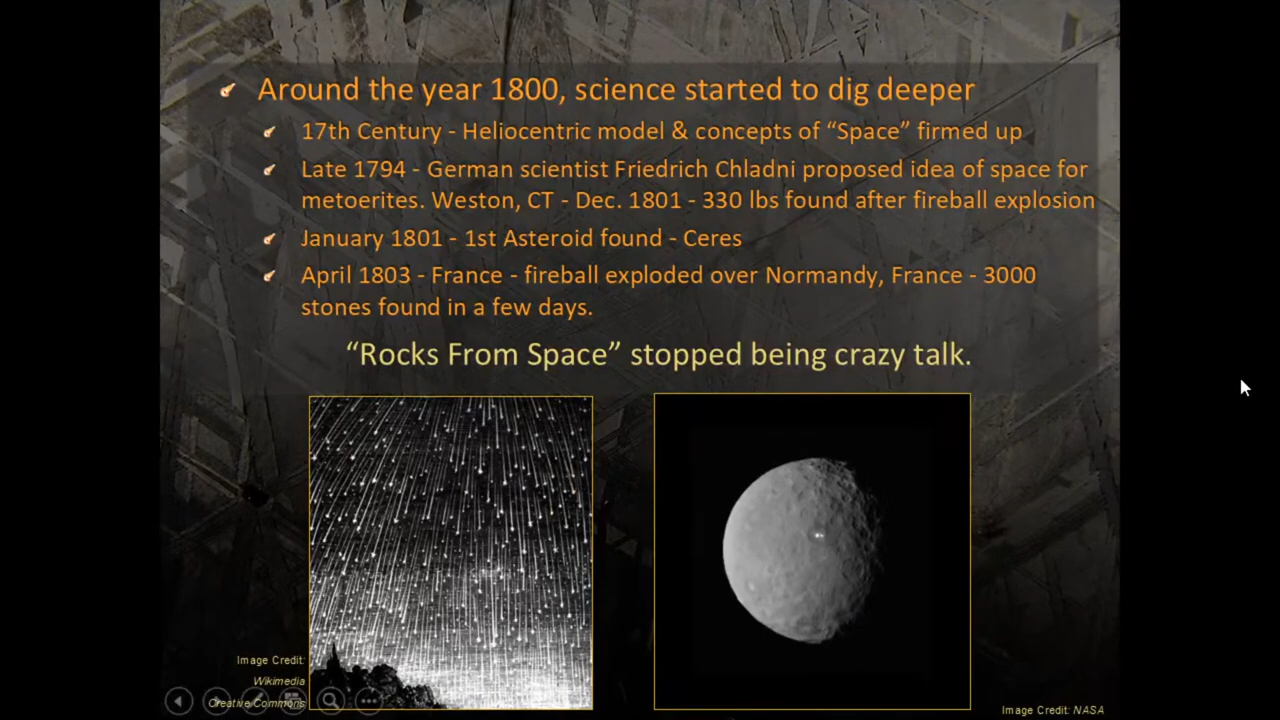 Around the year 1800, science started to dig deeper
17th Century - Heliocentric model & concepts of “Space” firmed up
Late 1794 - German scientist Friedrich Chladni proposed idea of space for
metoerites. Weston, CT - Dec. 1801 - 330 lbs found after fireball explosion
January 1801 - 1st Asteroid found - Ceres
April 1803 - France - fireball exploded over Normandy, France - 3000
stones found in a few days.
“Rocks From Space” stopped being crazy talk.
Image Credit:
Wikimedia
Creative Commons
Image Credit: NASA